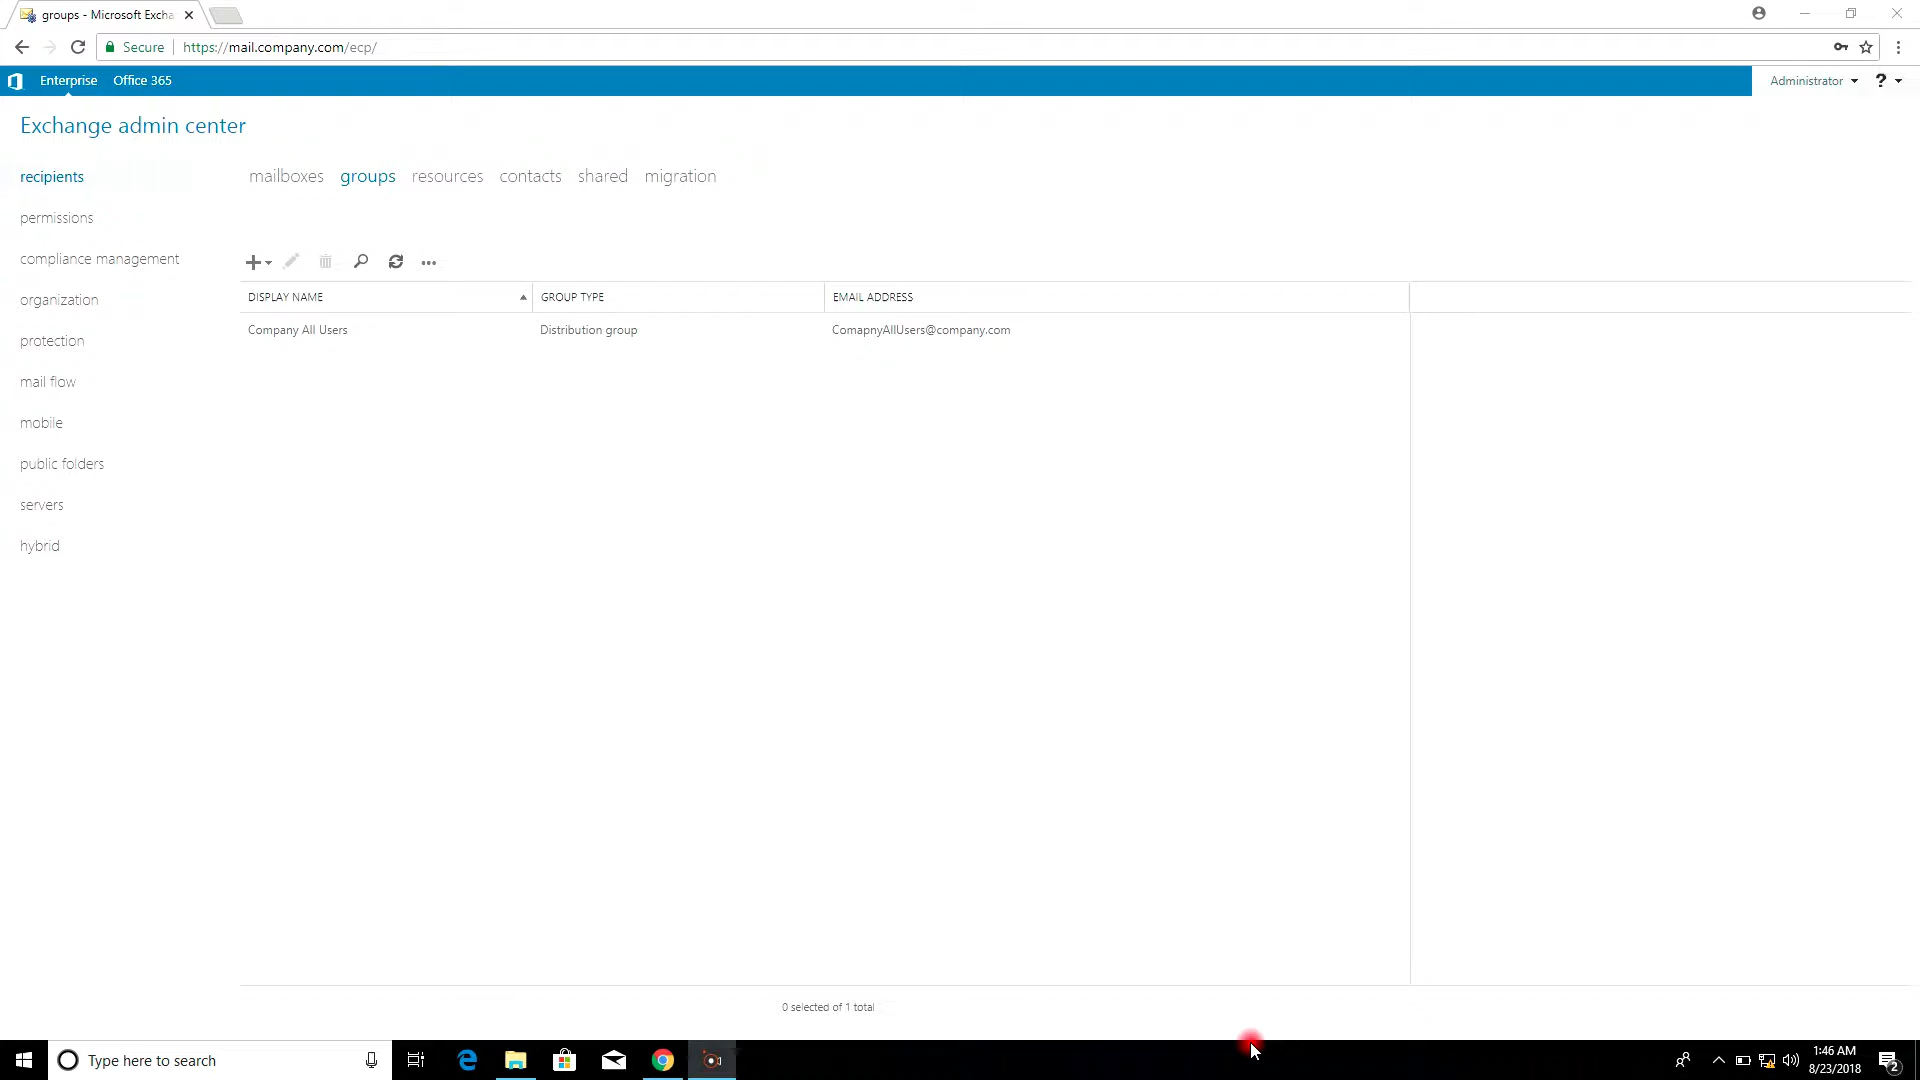 groups - Microsoft Excha
Secure https://mail.company.com/ecp/
Enterprise Office 365 Administrator ?
Exchange admin center
recipients
permissions
compliance management
organization
protection
mail flow
mobile
public folders
servers
hybrid
mailboxes groups resources contacts shared migration
DISPLAY NAME GROUP TYPE EMAIL ADDRESS
Company All Users Distribution group ComapnyAllUsers@company.com
0 selected of 1 total
Type here to search
1:46 AM
8/23/2018
2